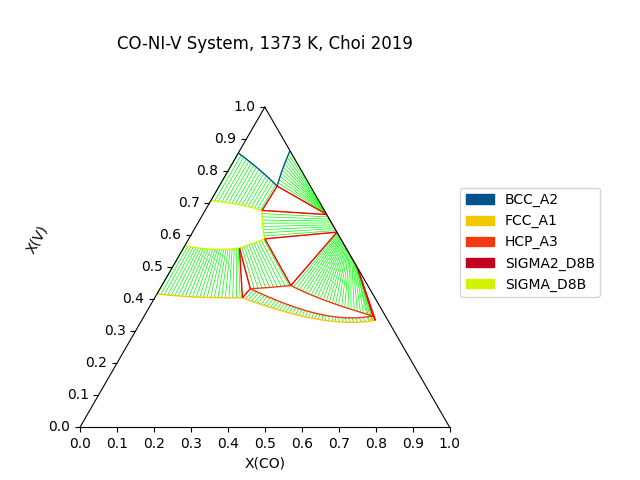 CO-NI-V System, 1373 K, Choi 2019
1.0
0.9
0.8
0.7
0.6
0.5
0.4
0.3
0.2
0.1
0.0
X(V)
0.0 0.1 0.2 0.3 0.4 0.5 0.6 0.7 0.8 0.9 1.0
X(CO)
BCC_A2
FCC_A1
HCP_A3
SIGMA2_D8B
SIGMA_D8B